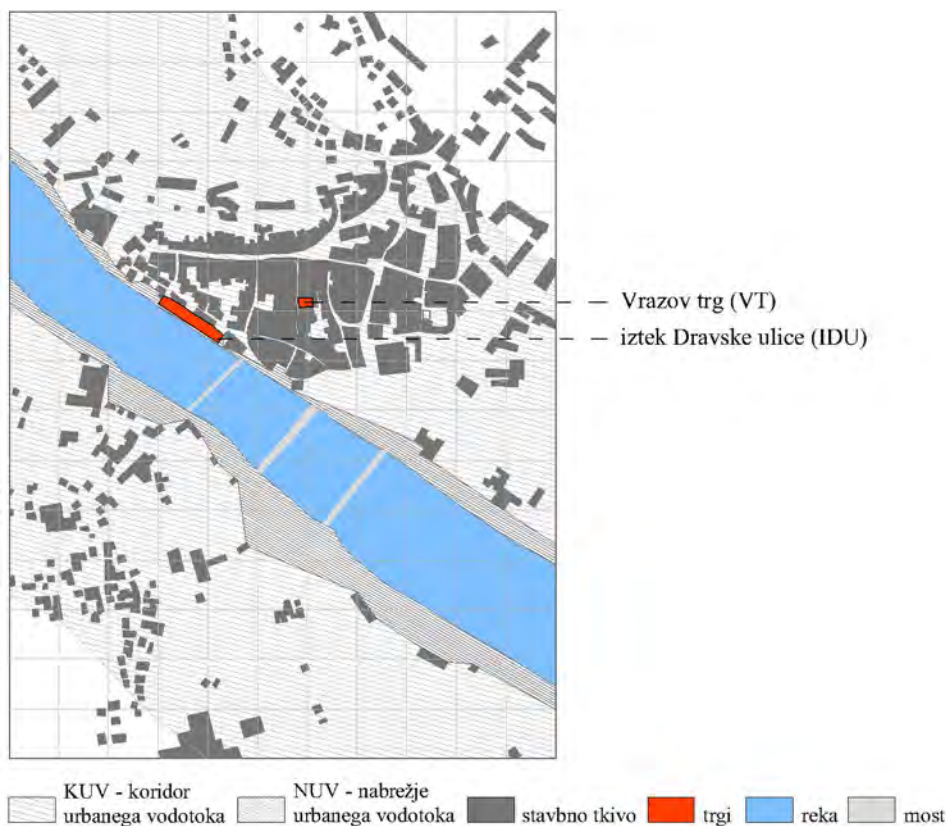 Vrazov trg (VT)
iztek Dravske ulice (IDU)
KUV - koridor
urbanega vodotoka
NUV - nabrežje
urbanega vodotoka
stavbno tkivo
trgi
reka
most